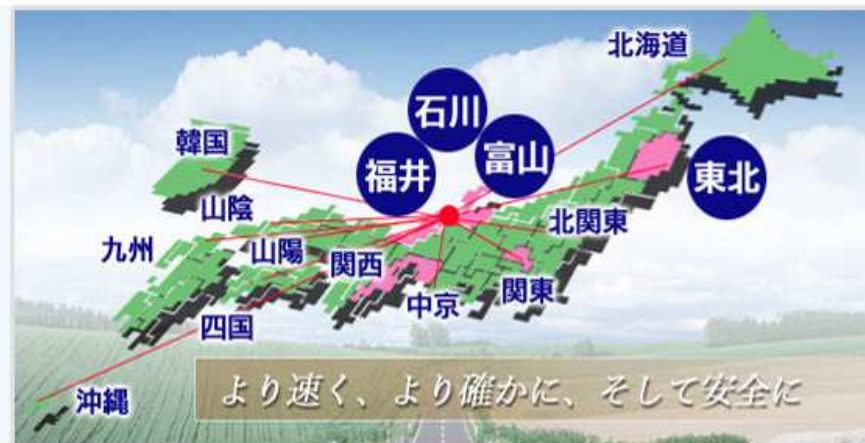 北海道
石川
韓国
富山
福井
東北
山陰
北関東
九州
山陽
関西
関東
中京
四国
沖縄
より速く、より確かに、そして安全に